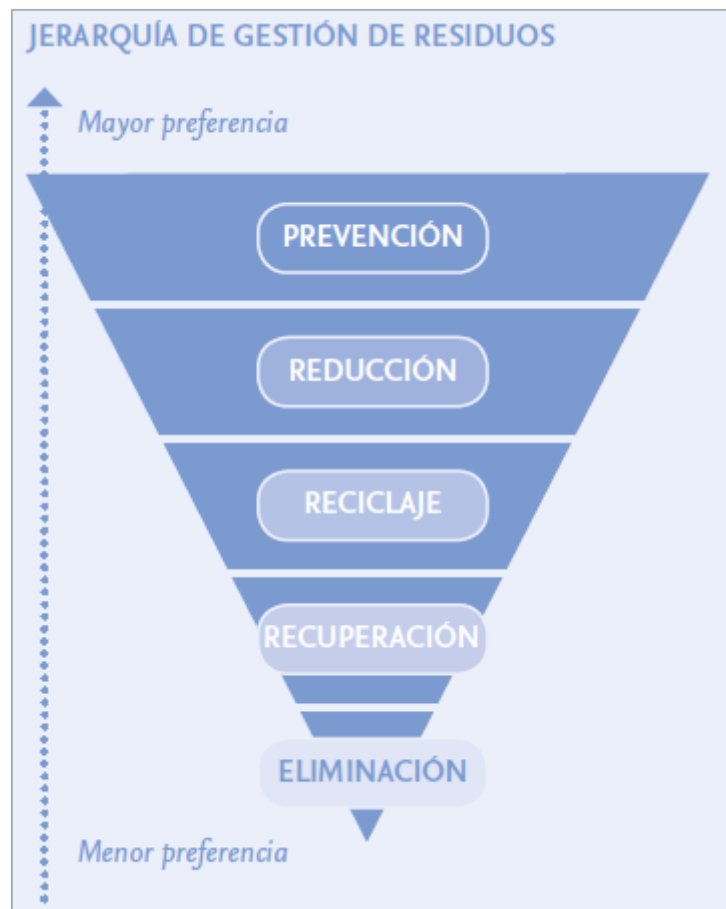 JERARQUÍA DE GESTIÓN DE RESIDUOS
Mayor preferencia
PREVENCIÓN
REDUCCIÓN
RECICLAJE
RECUPERACIÓN
ELIMINACIÓN
Menor preferencia